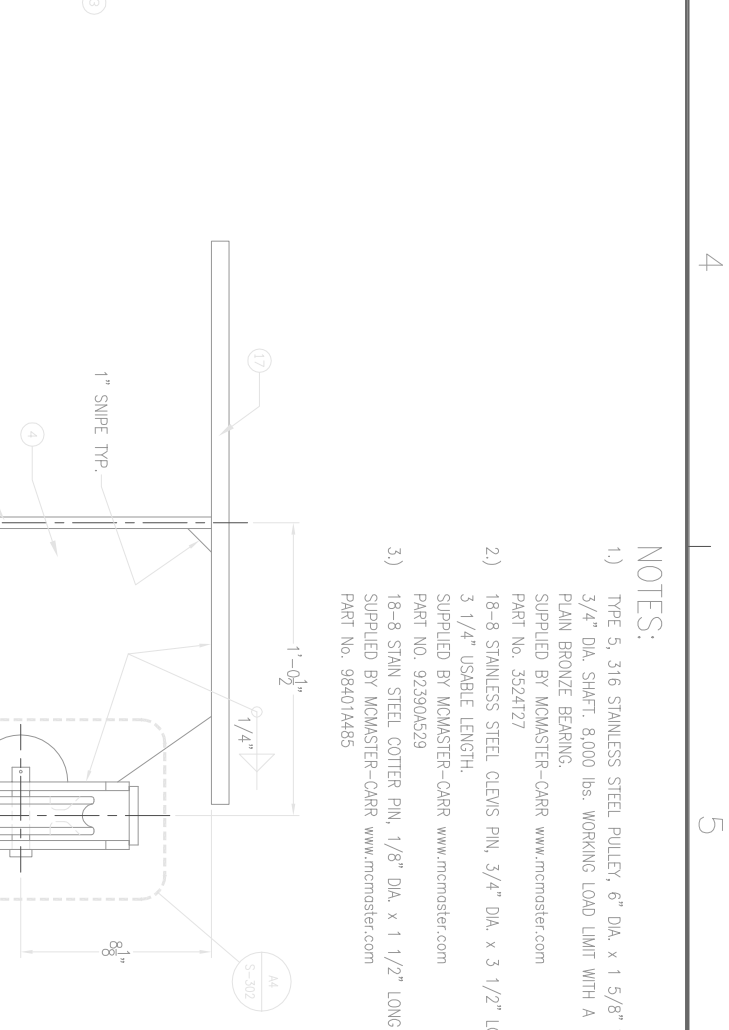 4
5
NOTES:
1.) TYPE 5, 316 STAINLESS STEEL PULLEY, 6" DIA. x 1 5/8"
3/4" DIA. SHAFT. 8,000 lbs. WORKING LOAD LIMIT WITH A
PLAIN BRONZE BEARING.
SUPPLIED BY MCMASTER-CARR www.mcmaster.com
PART No. 3524T27
2.) 18-8 STAINLESS STEEL CLEVIS PIN, 3/4" DIA. x 3 1/2"
3 1/4" USABLE LENGTH.
SUPPLIED BY MCMASTER-CARR www.mcmaster.com
PART NO. 92390A529
3.) 18-8 STAIN STEEL COTTER PIN, 1/8" DIA. x 1 1/2" LONG
SUPPLIED BY MCMASTER-CARR www.mcmaster.com
PART No. 98401A485
1'-0 1/2"
1/4"
17
1" SNIPE TYP.
4
8 1/8"
A4
S-302